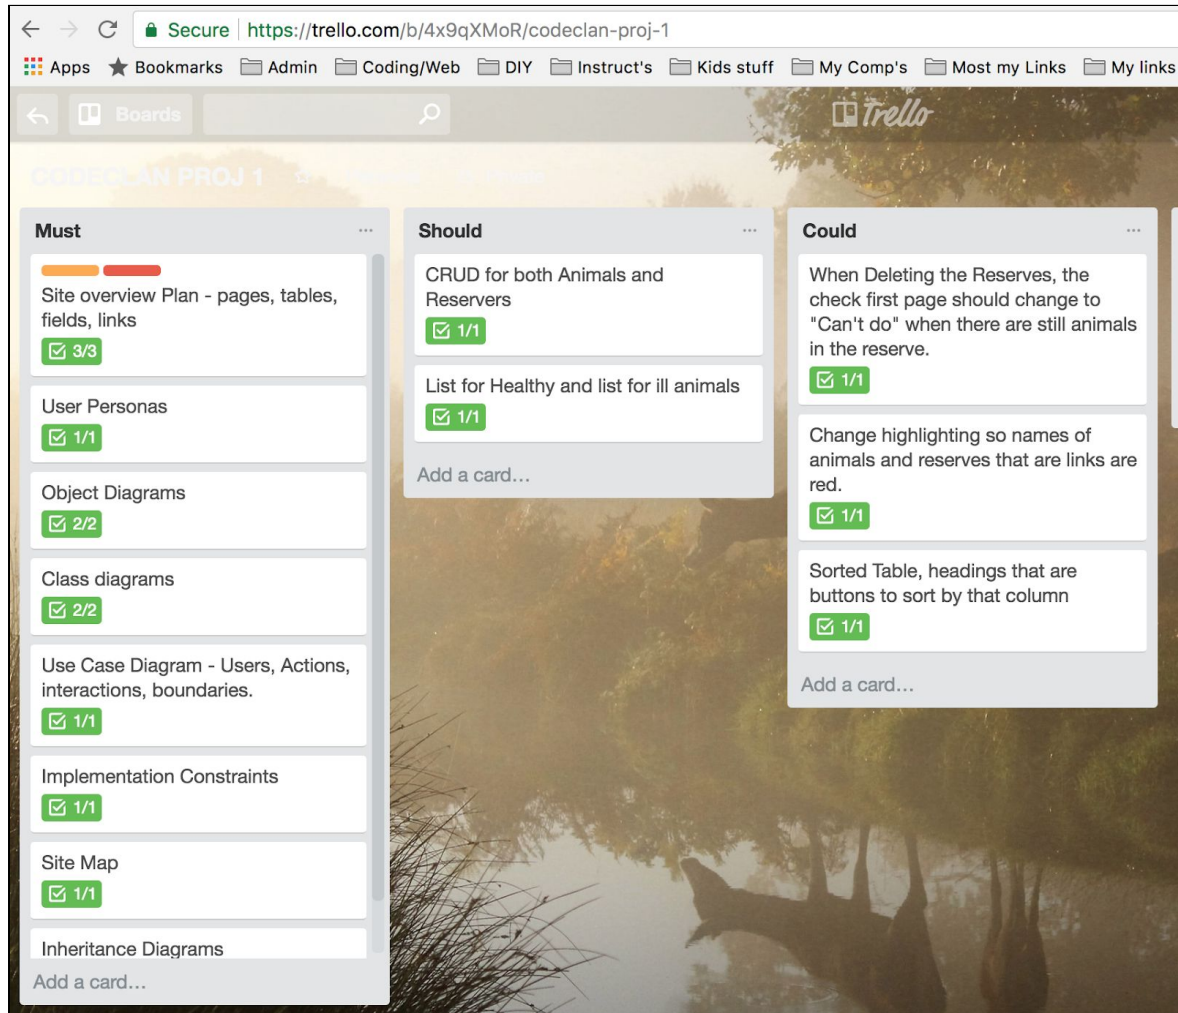 Secure https://trello.com/b/4x9qXMoR/codeclan-proj-1
Apps Bookmarks Admin Coding/Web DIY Instruct's Kids stuff My Comp's Most my Links My links
Boards
Trello
CODECLAN PROJ 1
Must ...
Site overview Plan - pages, tables,
fields, links
3/3
User Personas
1/1
Object Diagrams
2/2
Class diagrams
2/2
Use Case Diagram - Users, Actions,
interactions, boundaries.
1/1
Implementation Constraints
1/1
Site Map
1/1
Inheritance Diagrams
Add a card…
Should ...
CRUD for both Animals and
Reservers
1/1
List for Healthy and list for ill animals
1/1
Add a card…
Could ...
When Deleting the Reserves, the
check first page should change to
"Can't do" when there are still animals
in the reserve.
1/1
Change highlighting so names of
animals and reserves that are links are
red.
1/1
Sorted Table, headings that are
buttons to sort by that column
1/1
Add a card…